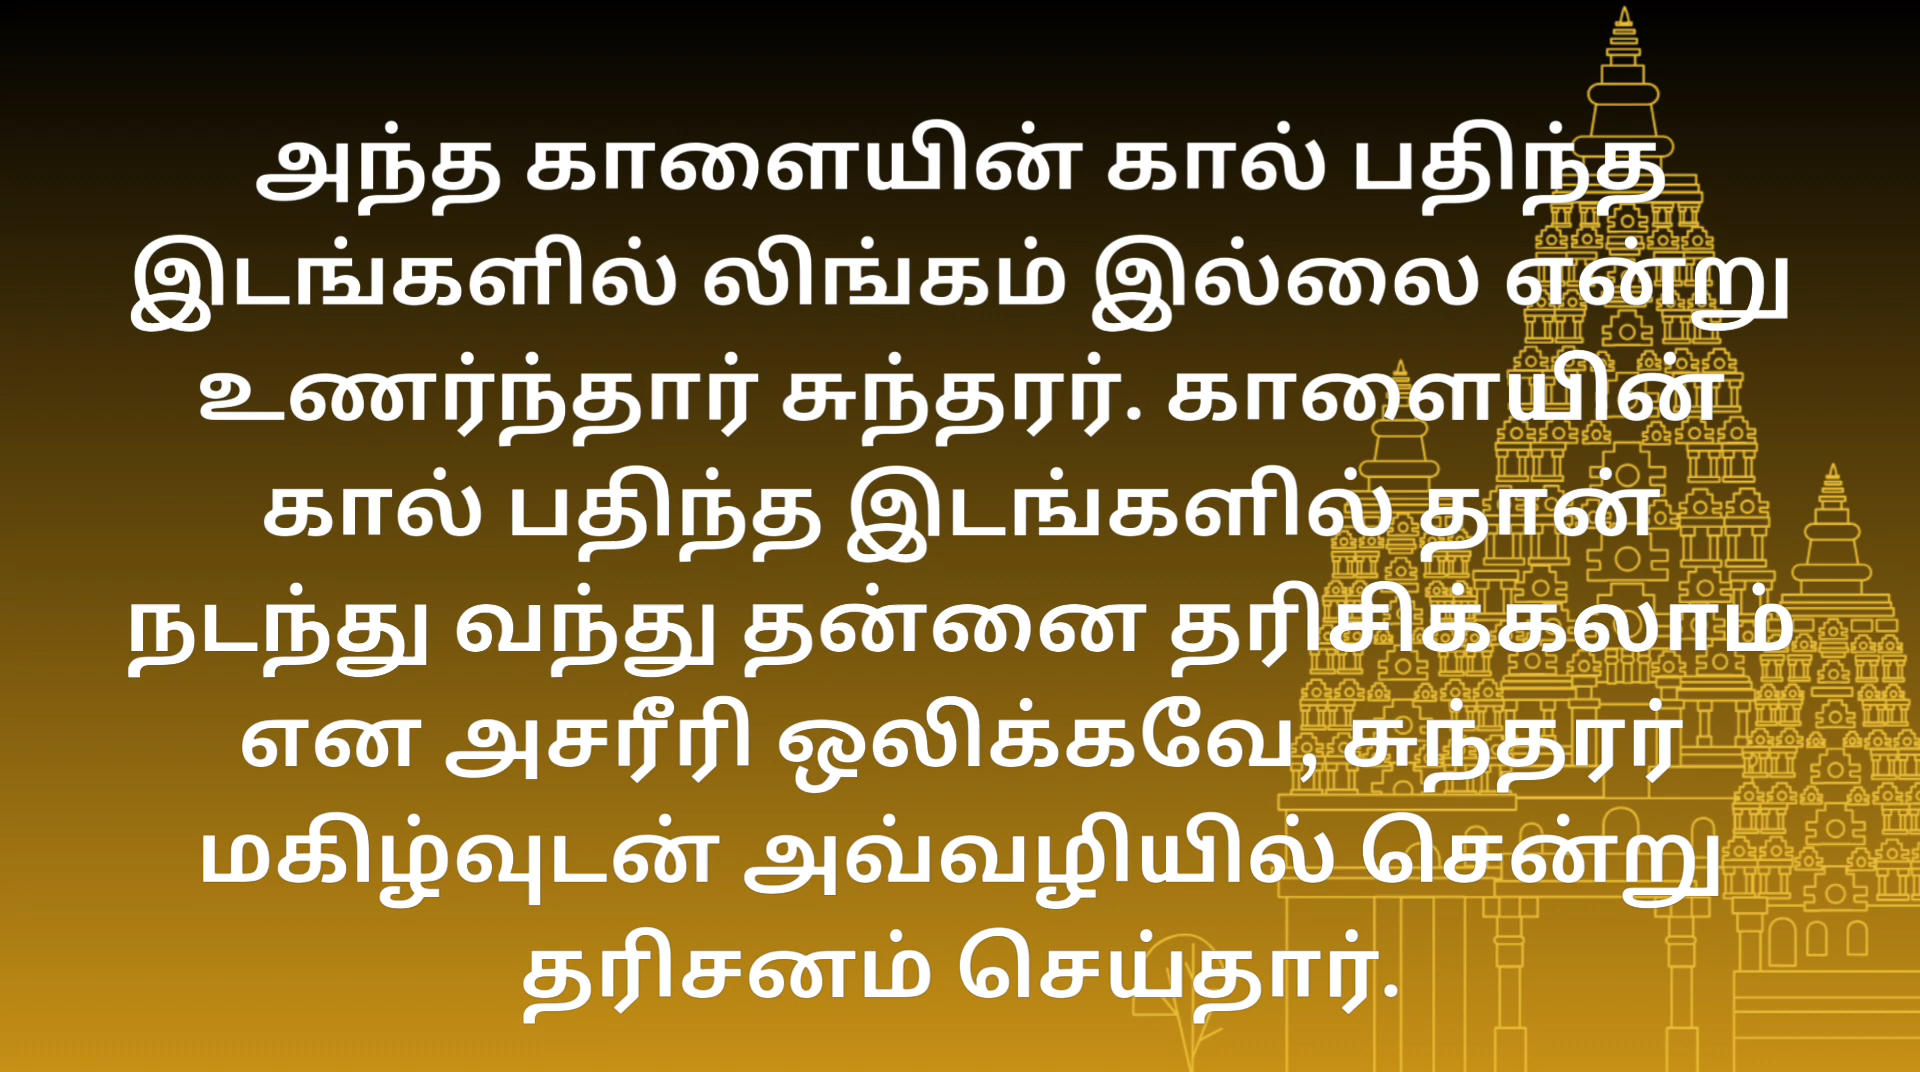 அந்த காளையின் கால் பதிந்த
இடங்களில் லிங்கம் இல்லை என்று
உணர்ந்தார் சுந்தரர். காளையின்
கால் பதிந்த இடங்களில் தான்
நடந்து வந்து தன்னை தரிசிக்கலாம்
என அசரீரி ஒலிக்கவே, சுந்தரர்
மகிழ்வுடன் அவ்வழியில் சென்று
தரிசனம் செய்தார்.